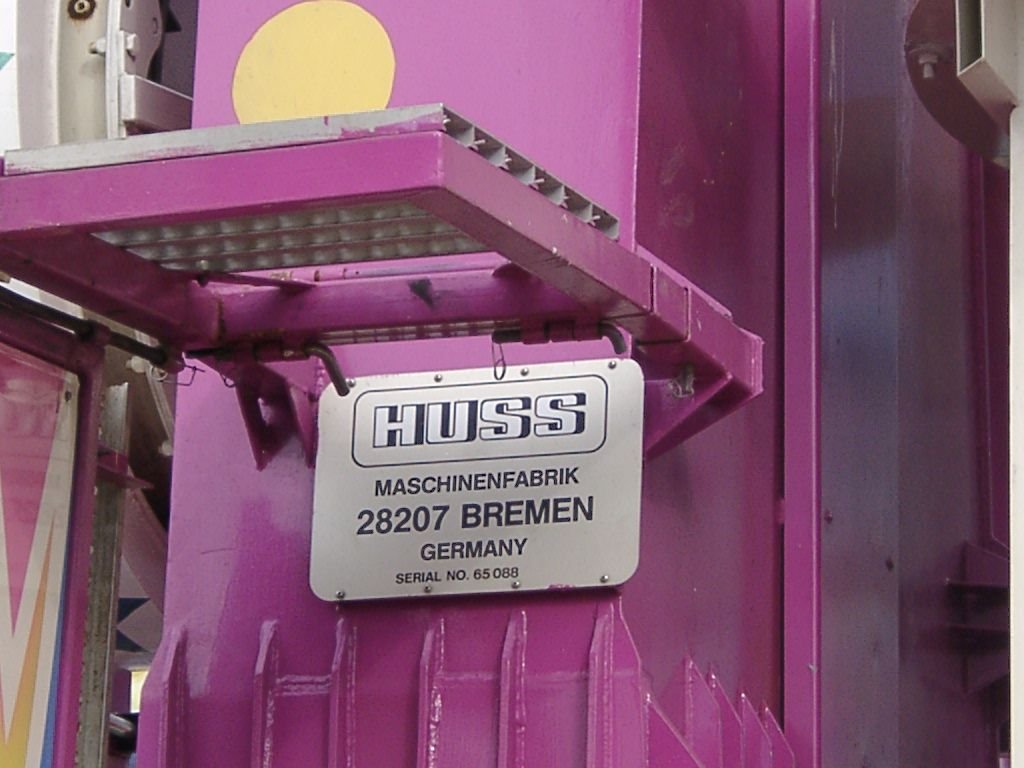 HUSS
MASCHINENFABRIK
28207 BREMEN
GERMANY
SERIAL NO. 65 088